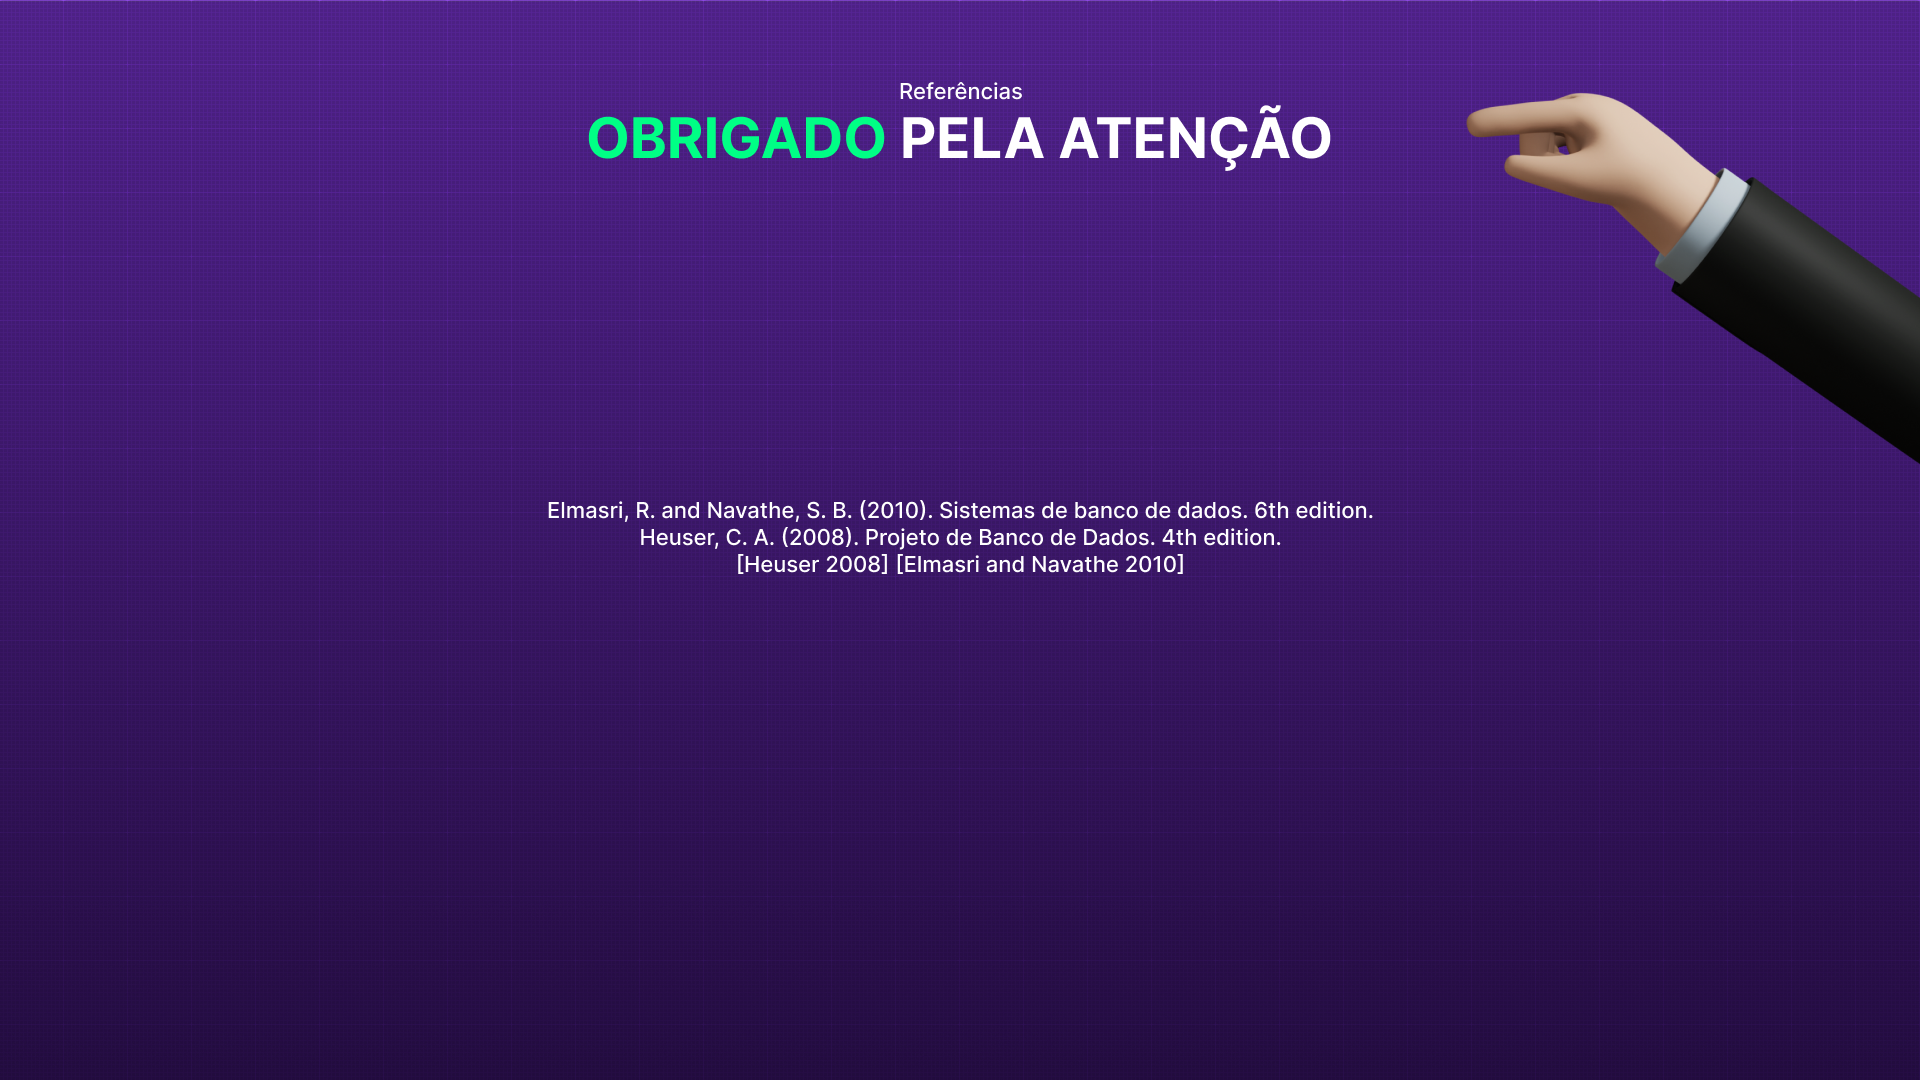 Referências
OBRIGADO PELA ATENÇÃO
Elmasri, R. and Navathe, S. B. (2010). Sistemas de banco de dados. 6th edition.
Heuser, C. A. (2008). Projeto de Banco de Dados. 4th edition.
[Heuser 2008] [Elmasri and Navathe 2010]